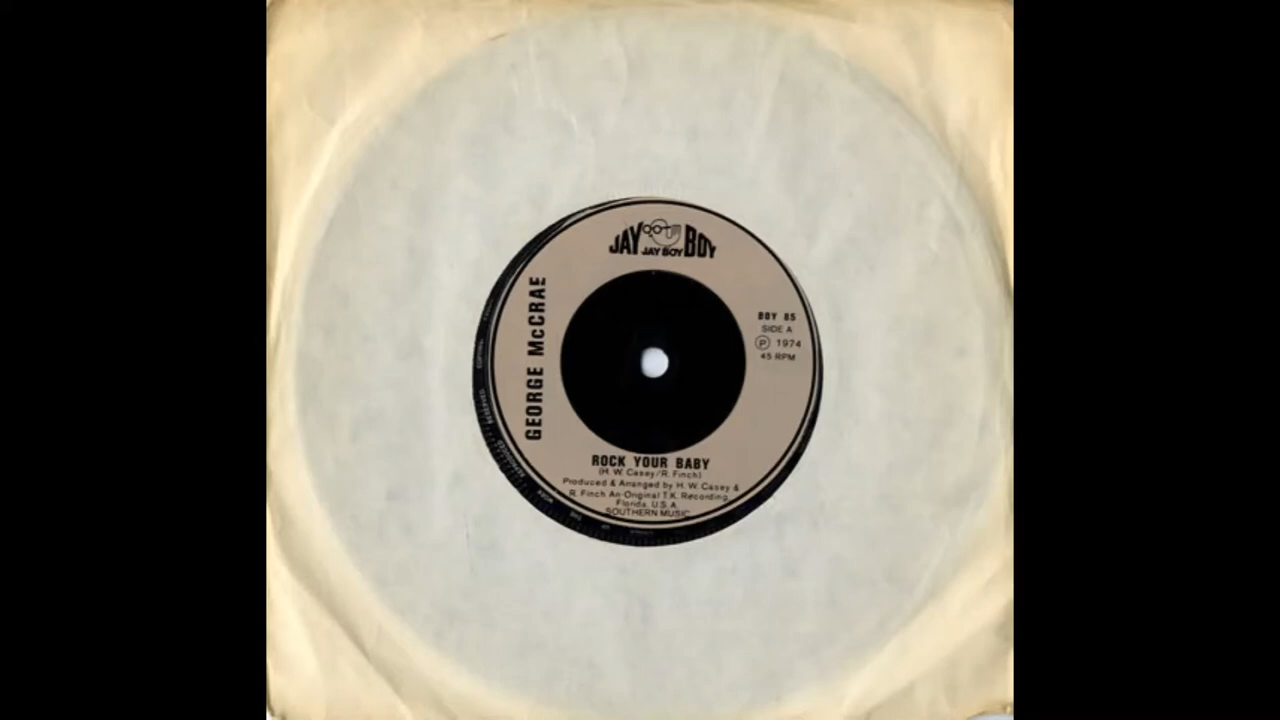 JAY BOY
JAY BOY
GEORGE McCRAE
BOY 85
SIDE A
Ⓟ 1974
45 RPM
ROCK YOUR BABY
(H. W. Casey/R. Finch)
Produced & Arranged by H. W. Casey &
R. Finch An Original T.K. Recording,
Florida, U.S.A.
SOUTHERN MUSIC